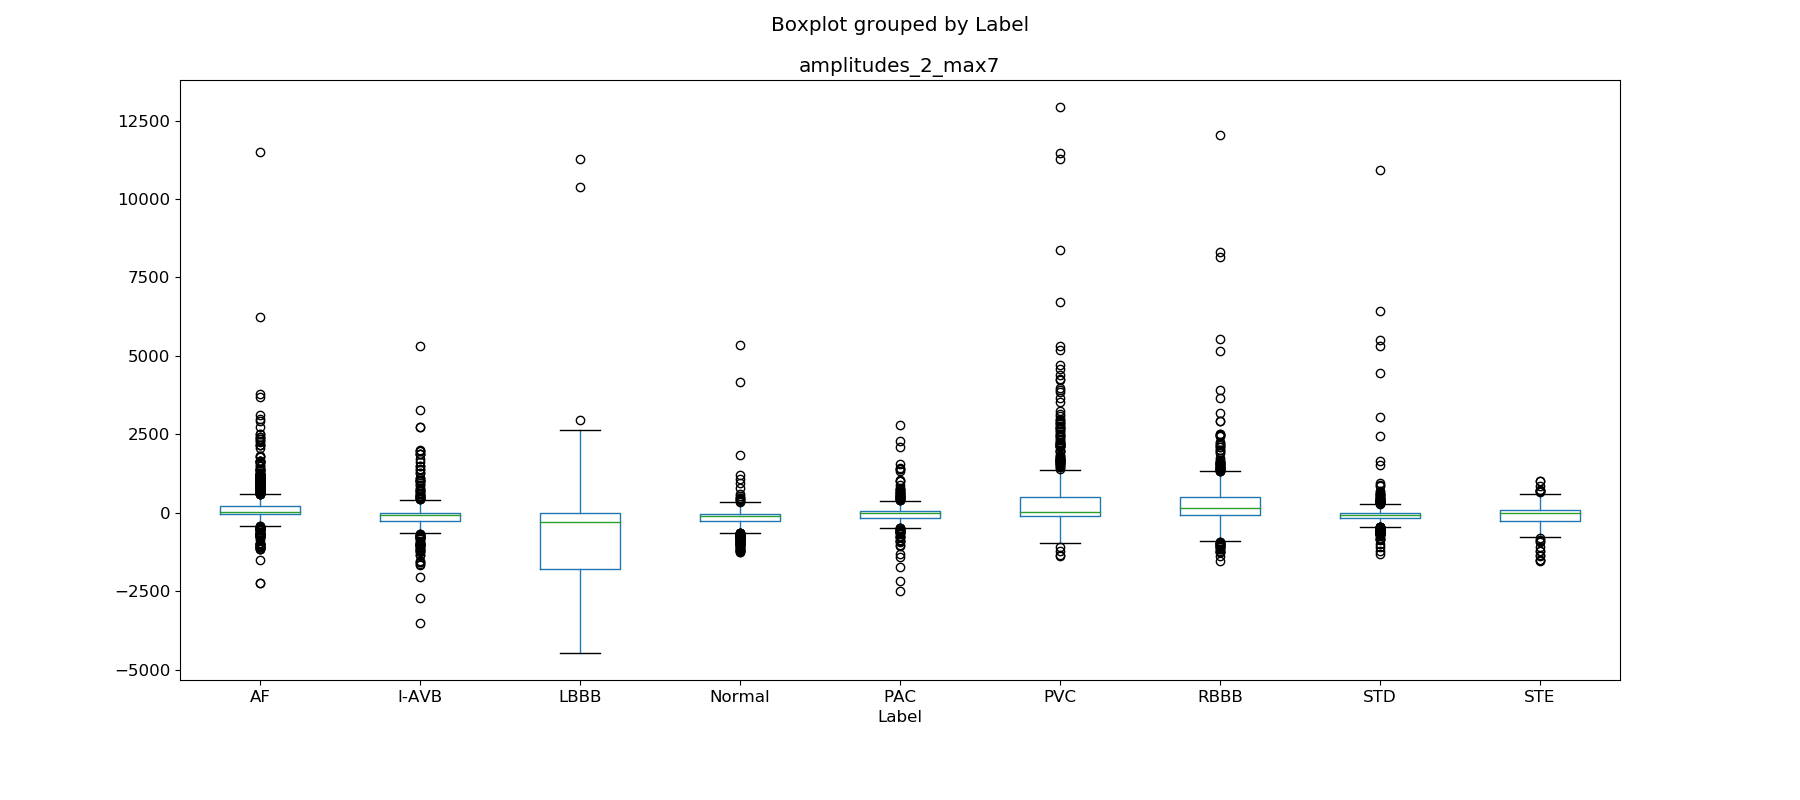 Boxplot grouped by Label
amplitudes_2_max7
12500
10000
7500
5000
2500
0
−2500
−5000
AF I-AVB LBBB Normal PAC PVC RBBB STD STE
Label